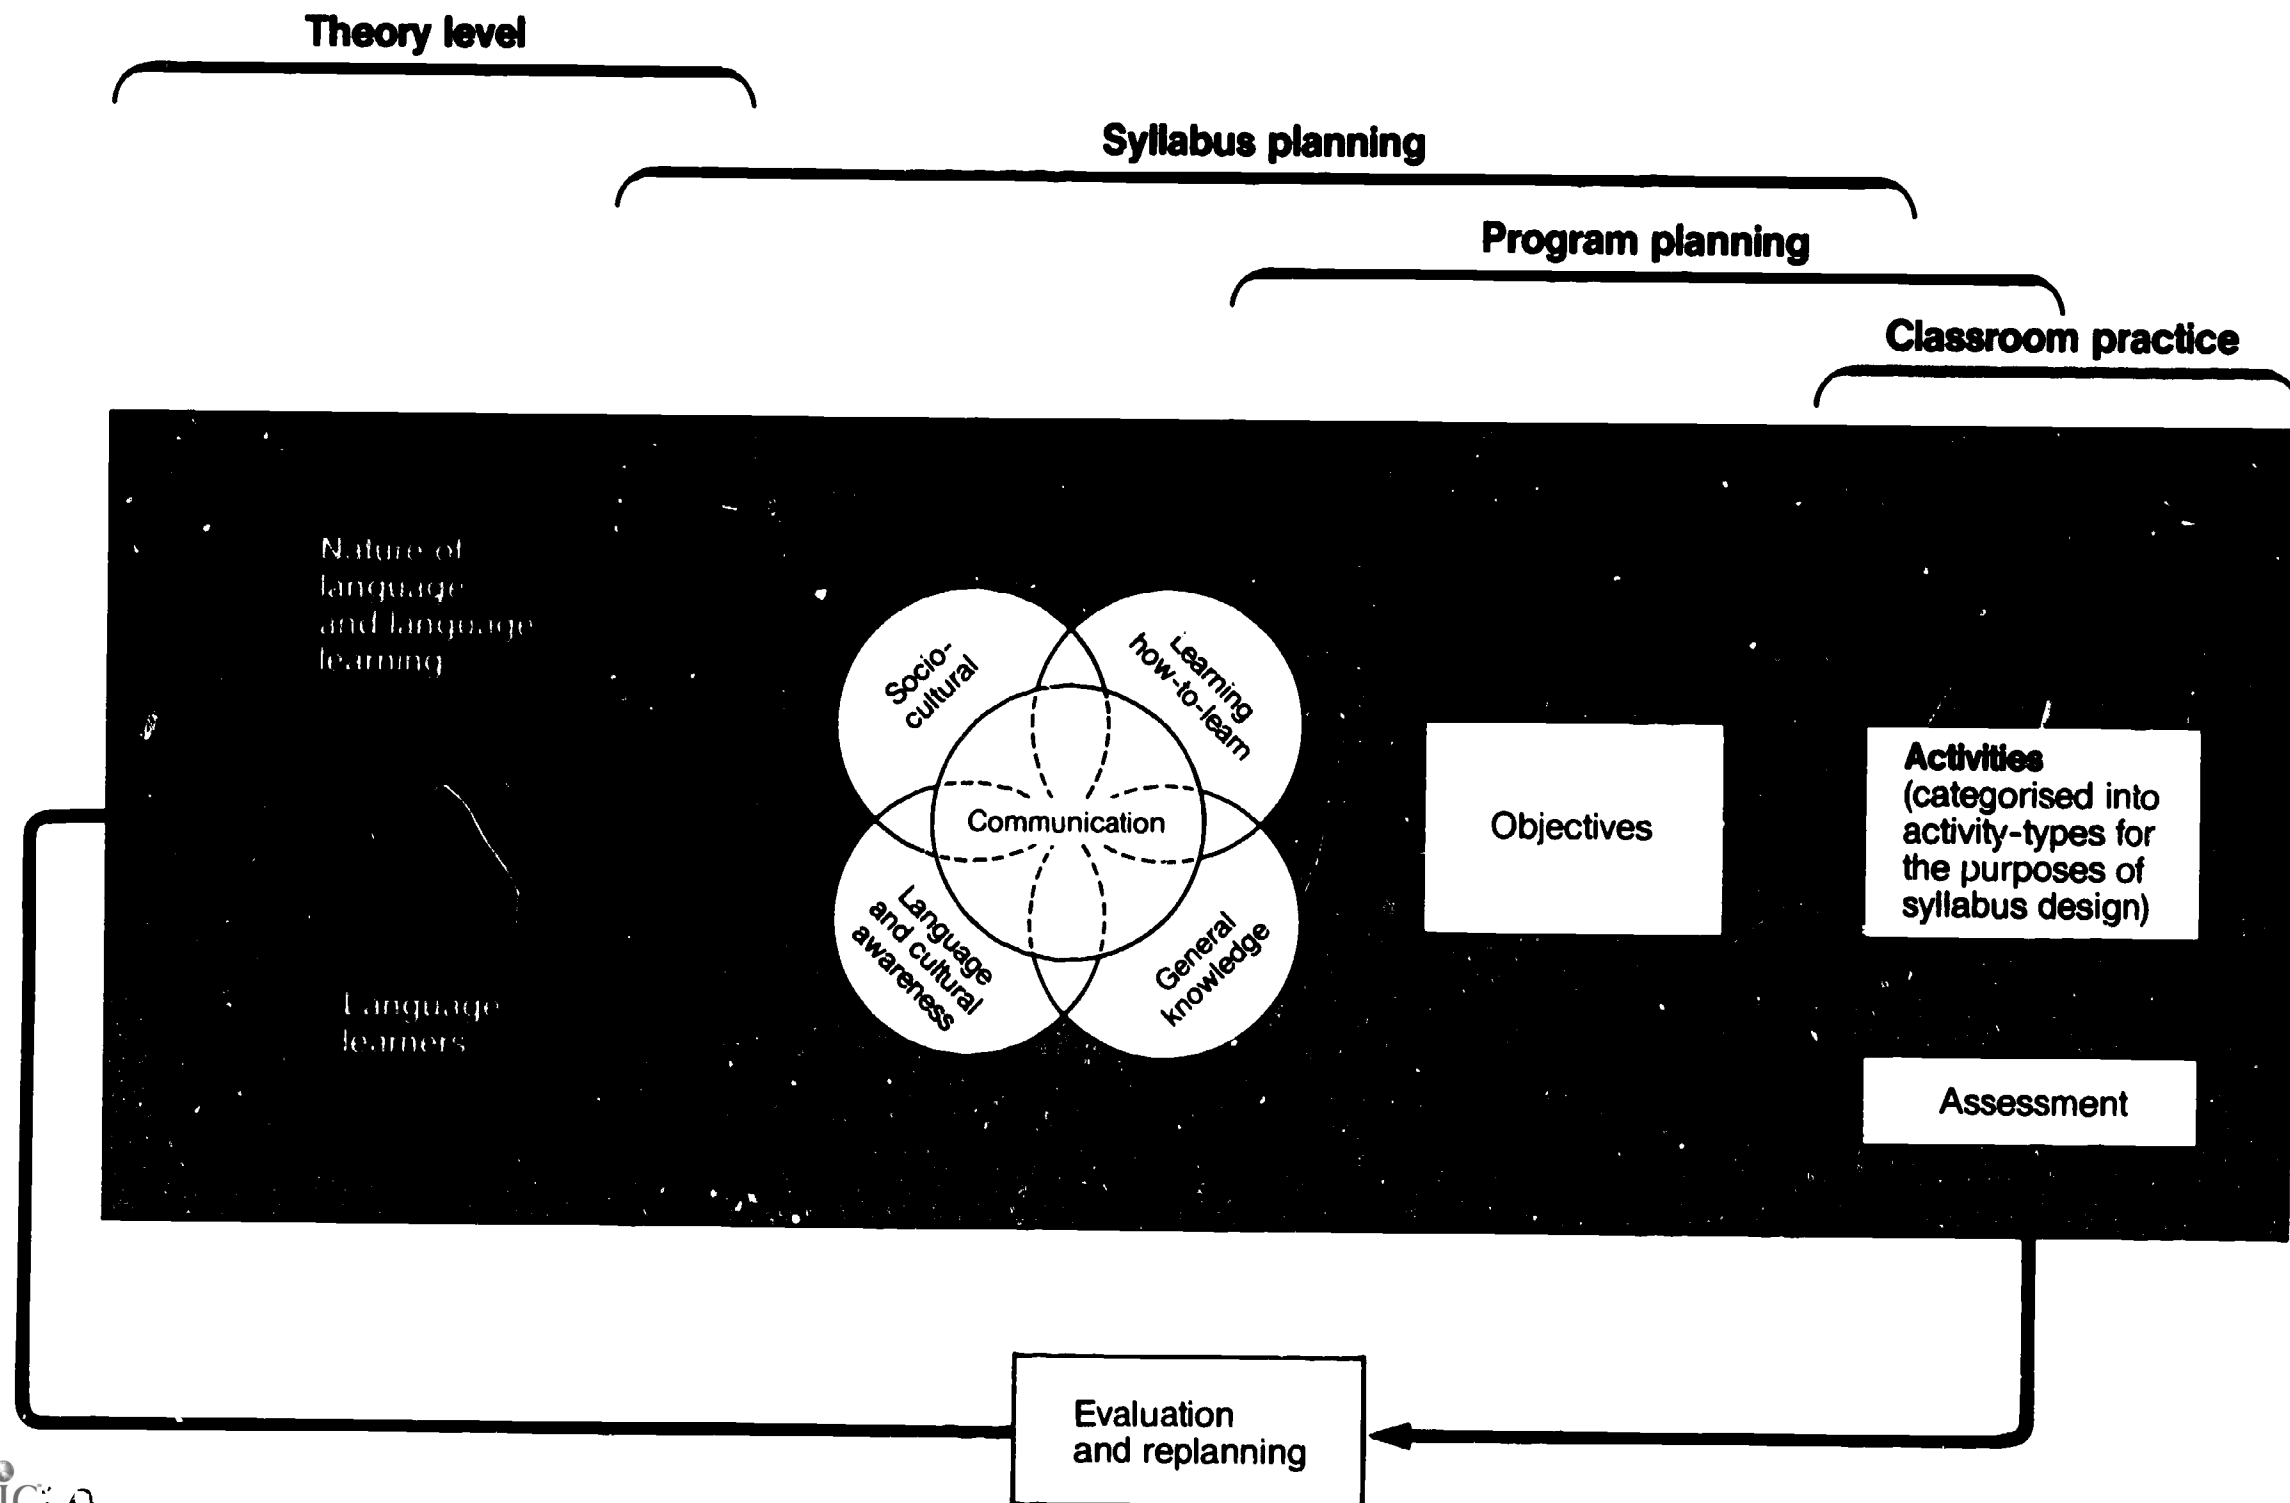 Theory level
Syllabus planning
Program planning
Classroom practice
Nature of
language
and language
learning
Language
learners
Socio-
cultural
Learning
how-to-learn
Communication
Language
and cultural
awareness
General
knowledge
Objectives
Activities
(categorised into
activity-types for
the purposes of
syllabus design)
Assessment
Evaluation
and replanning